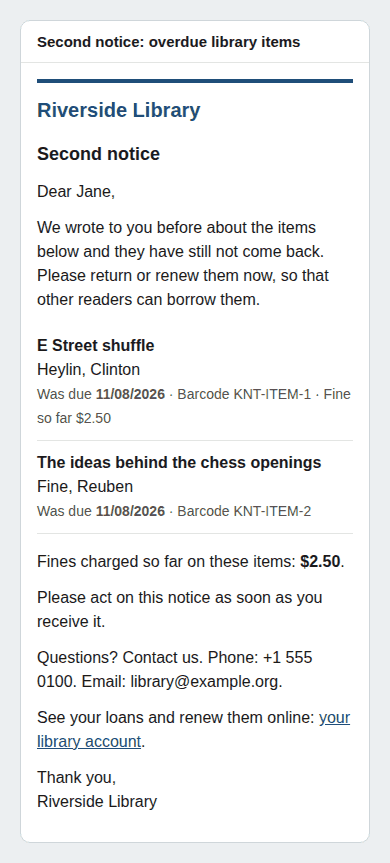 Second notice: overdue library items
Riverside Library
Second notice
Dear Jane,
We wrote to you before about the items
below and they have still not come back.
Please return or renew them now, so that
other readers can borrow them.
E Street shuffle
Heylin, Clinton
Was due 11/08/2026 · Barcode KNT-ITEM-1 · Fine
so far $2.50
The ideas behind the chess openings
Fine, Reuben
Was due 11/08/2026 · Barcode KNT-ITEM-2
Fines charged so far on these items: $2.50.
Please act on this notice as soon as you
receive it.
Questions? Contact us. Phone: +1 555
0100. Email: library@example.org.
See your loans and renew them online: your
library account.
Thank you,
Riverside Library